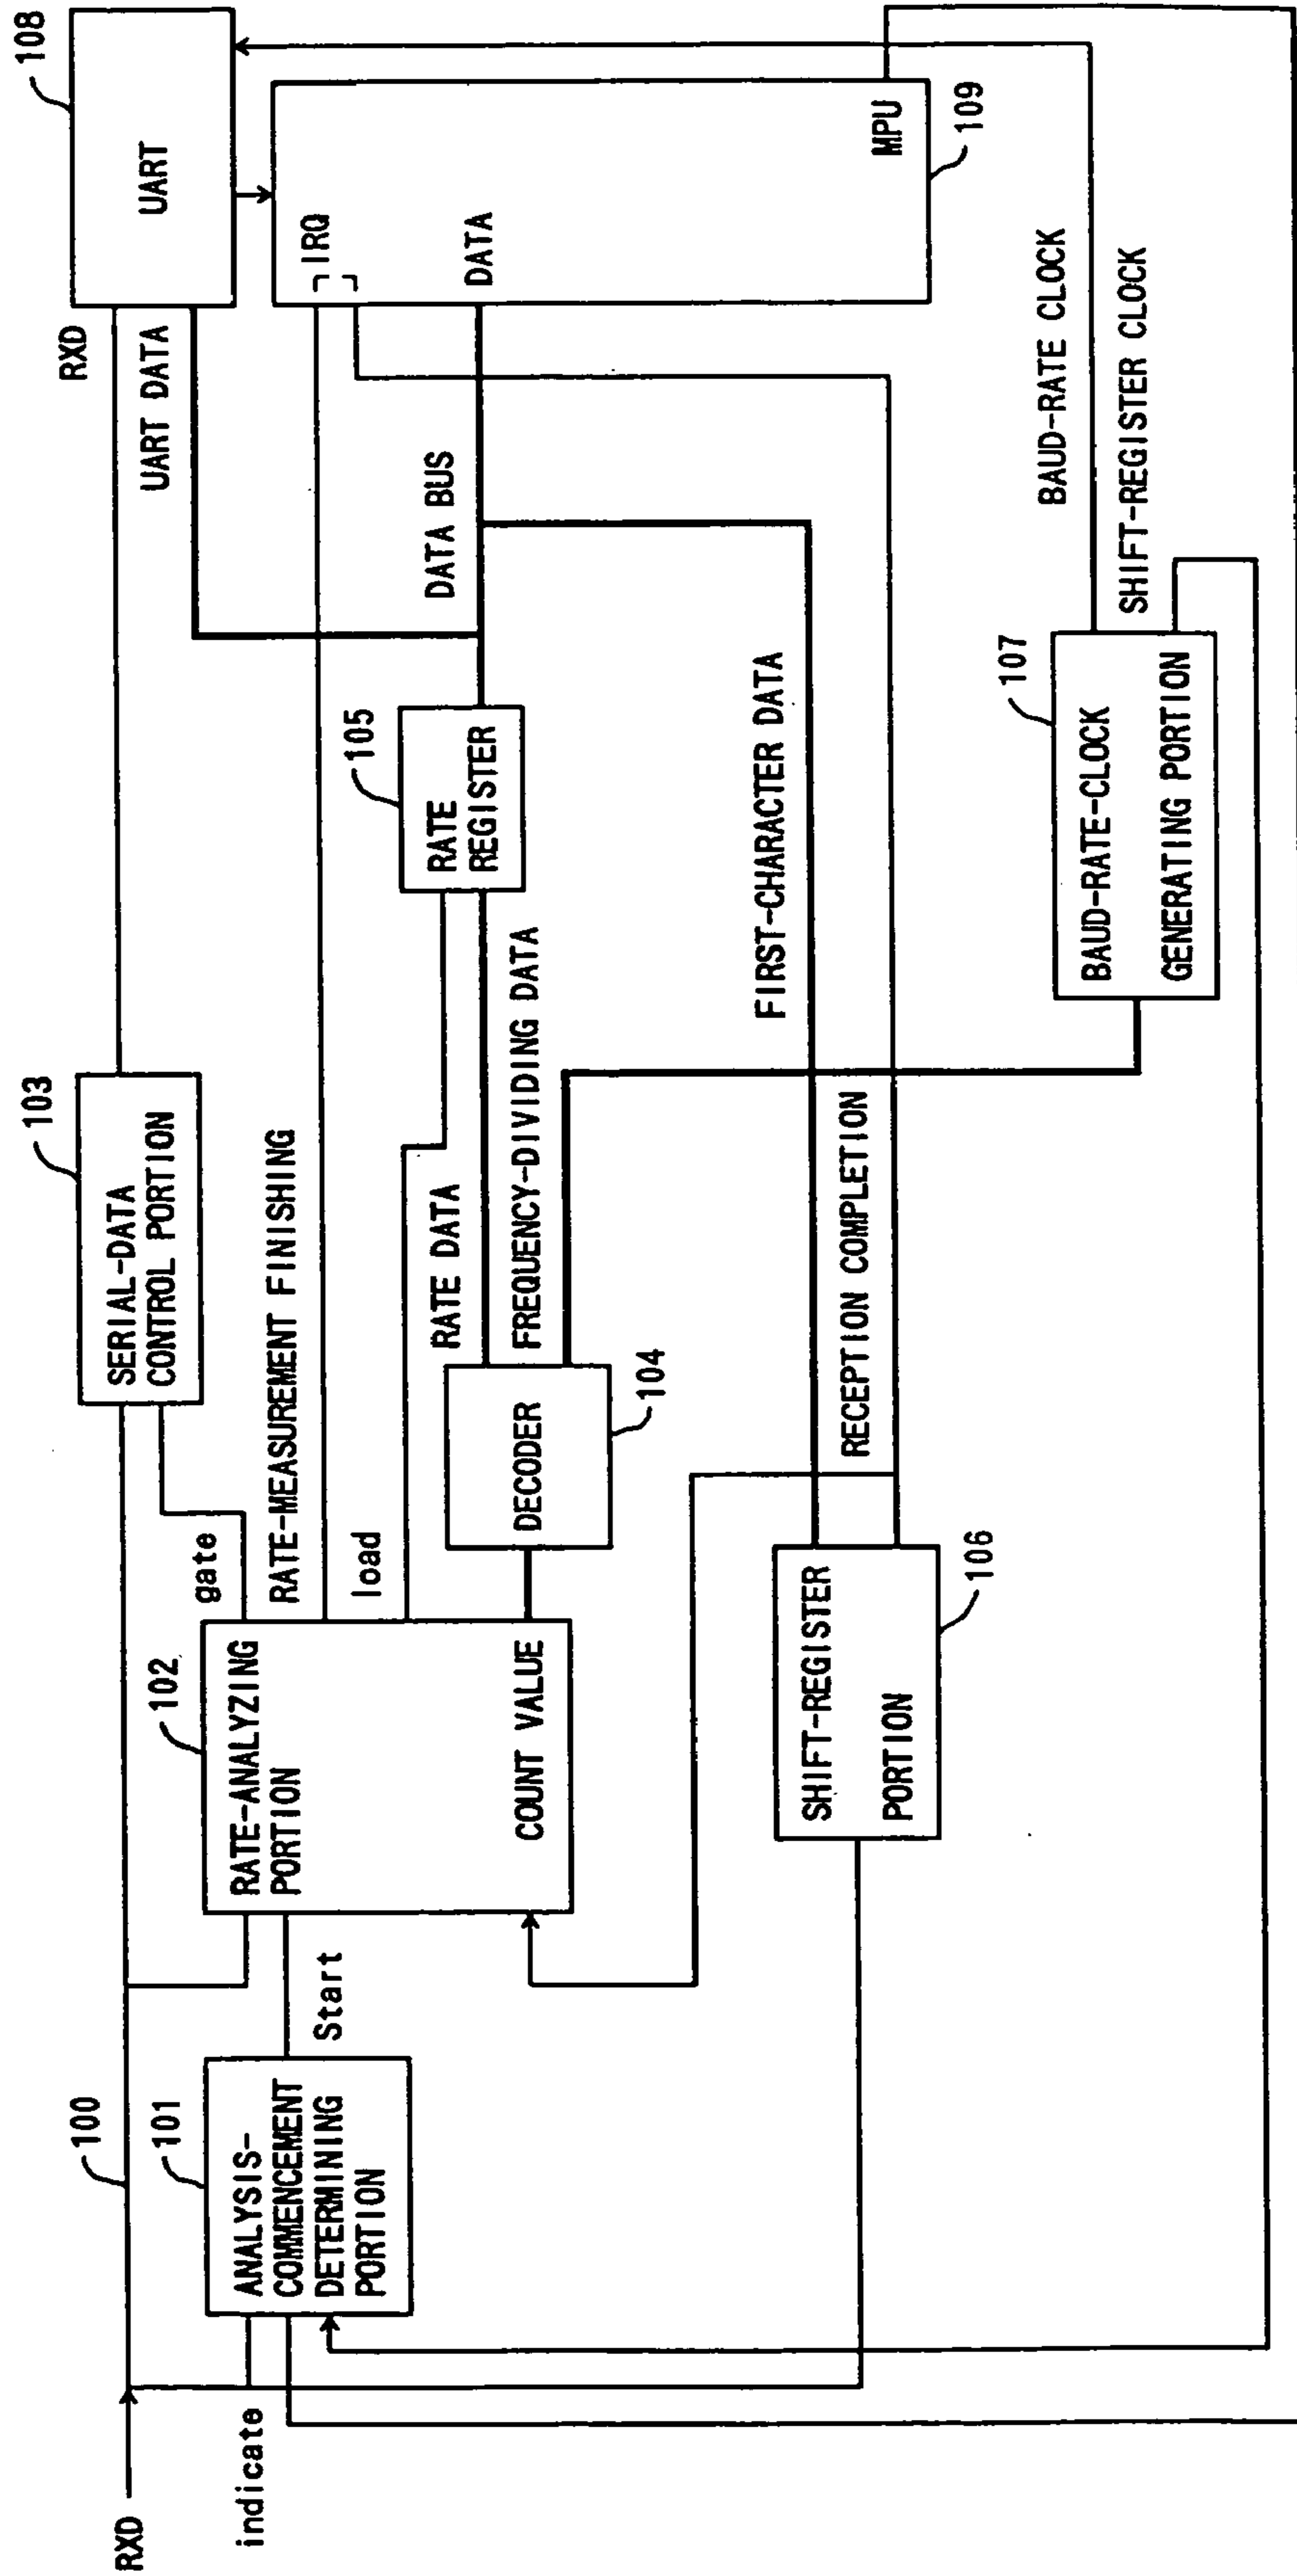 RXD
indicate
100
101
ANALYSIS-
COMMENCEMENT
DETERMINING
PORTION
Start
102
RATE-ANALYZING
PORTION
COUNT VALUE
gate
RATE-MEASUREMENT FINISHING
load
103
SERIAL-DATA
CONTROL PORTION
DECODER
104
RATE DATA
FREQUENCY-DIVIDING DATA
105
RATE
REGISTER
SHIFT-REGISTER
PORTION
106
RECEPTION COMPLETION
FIRST-CHARACTER DATA
107
BAUD-RATE-CLOCK
GENERATING PORTION
BAUD-RATE CLOCK
SHIFT-REGISTER CLOCK
DATA BUS
RXD
UART DATA
108
UART
IRQ
DATA
MPU
109